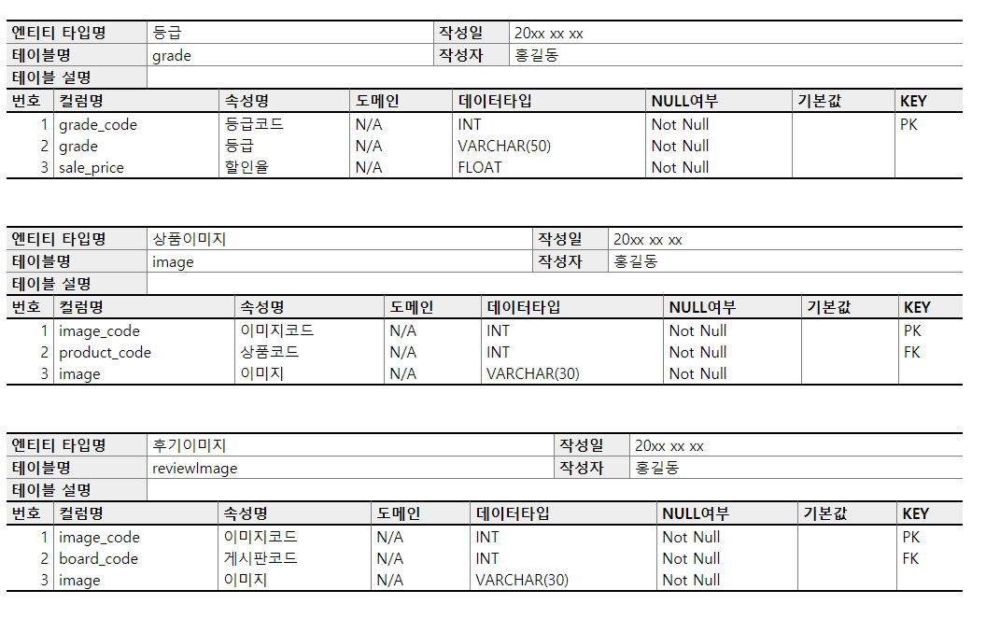 엔티티 타입명 등급 작성일 20xx xx xx
테이블명 grade 작성자 홍길동
테이블 설명
번호 컬럼명 속성명 도메인 데이터타입 NULL여부 기본값 KEY
1 grade_code 등급코드 N/A INT Not Null PK
2 grade 등급 N/A VARCHAR(50) Not Null
3 sale_price 할인율 N/A FLOAT Not Null
엔티티 타입명 상품이미지 작성일 20xx xx xx
테이블명 image 작성자 홍길동
테이블 설명
번호 컬럼명 속성명 도메인 데이터타입 NULL여부 기본값 KEY
1 image_code 이미지코드 N/A INT Not Null PK
2 product_code 상품코드 N/A INT Not Null FK
3 image 이미지 N/A VARCHAR(30) Not Null
엔티티 타입명 후기이미지 작성일 20xx xx xx
테이블명 reviewImage 작성자 홍길동
테이블 설명
번호 컬럼명 속성명 도메인 데이터타입 NULL여부 기본값 KEY
1 image_code 이미지코드 N/A INT Not Null PK
2 board_code 게시판코드 N/A INT Not Null FK
3 image 이미지 N/A VARCHAR(30) Not Null